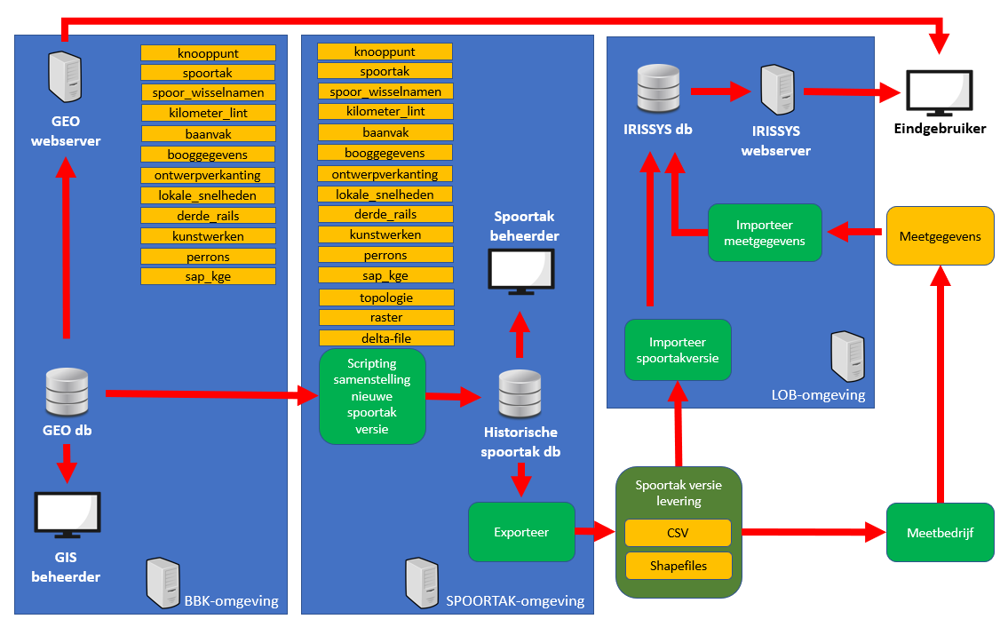 GEO
webserver
knooppunt
spoortak
spoor_wisselnamen
kilometer_lint
baanvak
booggegevens
ontwerpverkanting
lokale_snelheden
derde_rails
kunstwerken
perrons
sap_kge
GEO db
GIS
beheerder
BBK-omgeving
knooppunt
spoortak
spoor_wisselnamen
kilometer_lint
baanvak
booggegevens
ontwerpverkanting
lokale_snelheden
derde_rails
kunstwerken
perrons
sap_kge
topologie
raster
delta-file
Scripting
samenstelling
nieuwe
spoortak
versie
Spoortak
beheerder
Historische
spoortak db
Exporteer
SPOORTAK-omgeving
IRISSYS db
IRISSYS
webserver
Importeer
meetgegevens
Importeer
spoortakversie
LOB-omgeving
Eindgebruiker
Meetgegevens
Spoortak versie
levering
CSV
Shapefiles
Meetbedrijf